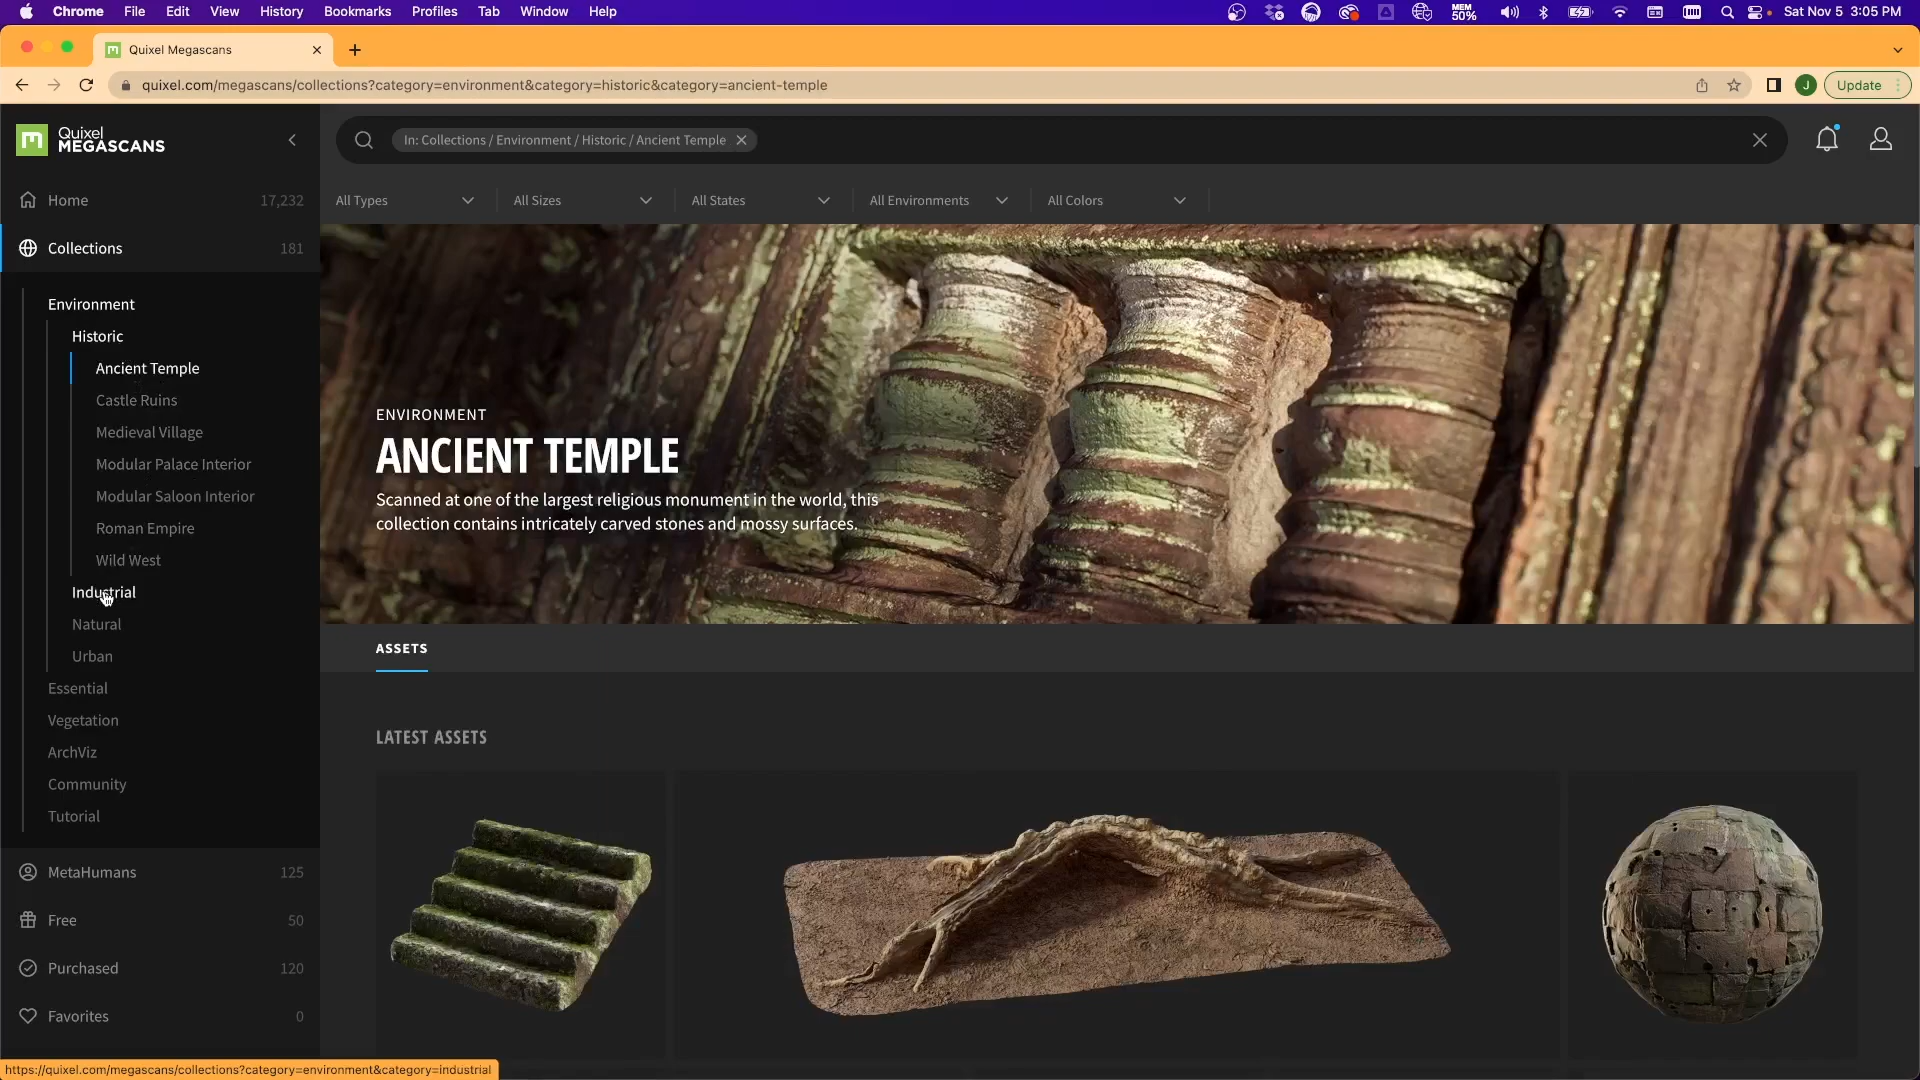 Chrome File Edit View History Bookmarks Profiles Tab Window Help MEM 50% Sat Nov 5 3:05 PM
Quixel Megascans
quixel.com/megascans/collections?category=environment&category=historic&category=ancient-temple J Update
Quixel
MEGASCANS
In: Collections / Environment / Historic / Ancient Temple
Home 17,232
All Types All Sizes All States All Environments All Colors
Collections 181
Environment
Historic
Ancient Temple
Castle Ruins
Medieval Village
Modular Palace Interior
Modular Saloon Interior
Roman Empire
Wild West
Industrial
Natural
Urban
Essential
Vegetation
ArchViz
Community
Tutorial
MetaHumans 125
Free 50
Purchased 120
Favorites 0
ENVIRONMENT
ANCIENT TEMPLE
Scanned at one of the largest religious monument in the world, this
collection contains intricately carved stones and mossy surfaces.
ASSETS
LATEST ASSETS
https://quixel.com/megascans/collections?category=environment&category=industrial